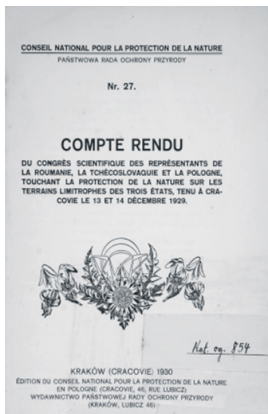 CONSEIL NATIONAL POUR LA PROTECTION DE LA NATURE
PAŃSTWOWA RADA OCHRONY PRZYRODY
Nr. 27.
COMPTE RENDU
DU CONGRÈS SCIENTIFIQUE DES REPRÉSENTANTS DE
LA ROUMANIE, LA TCHÉCOSLOVAQUIE ET LA POLOGNE,
TOUCHANT LA PROTECTION DE LA NATURE SUR LES
TERRAINS LIMITROPHES DES TROIS ÉTATS, TENU À CRA-
COVIE LE 13 ET 14 DÉCEMBRE 1929.
Nat. og. 854
KRAKÓW (CRACOVIE) 1930
ÉDITION DU CONSEIL NATIONAL POUR LA PROTECTION DE LA NATURE
EN POLOGNE (CRACOVIE, 46, RUE LUBICZ)
WYDAWNICTWO PAŃSTWOWEJ RADY OCHRONY PRZYRODY
(KRAKÓW, LUBICZ 46)